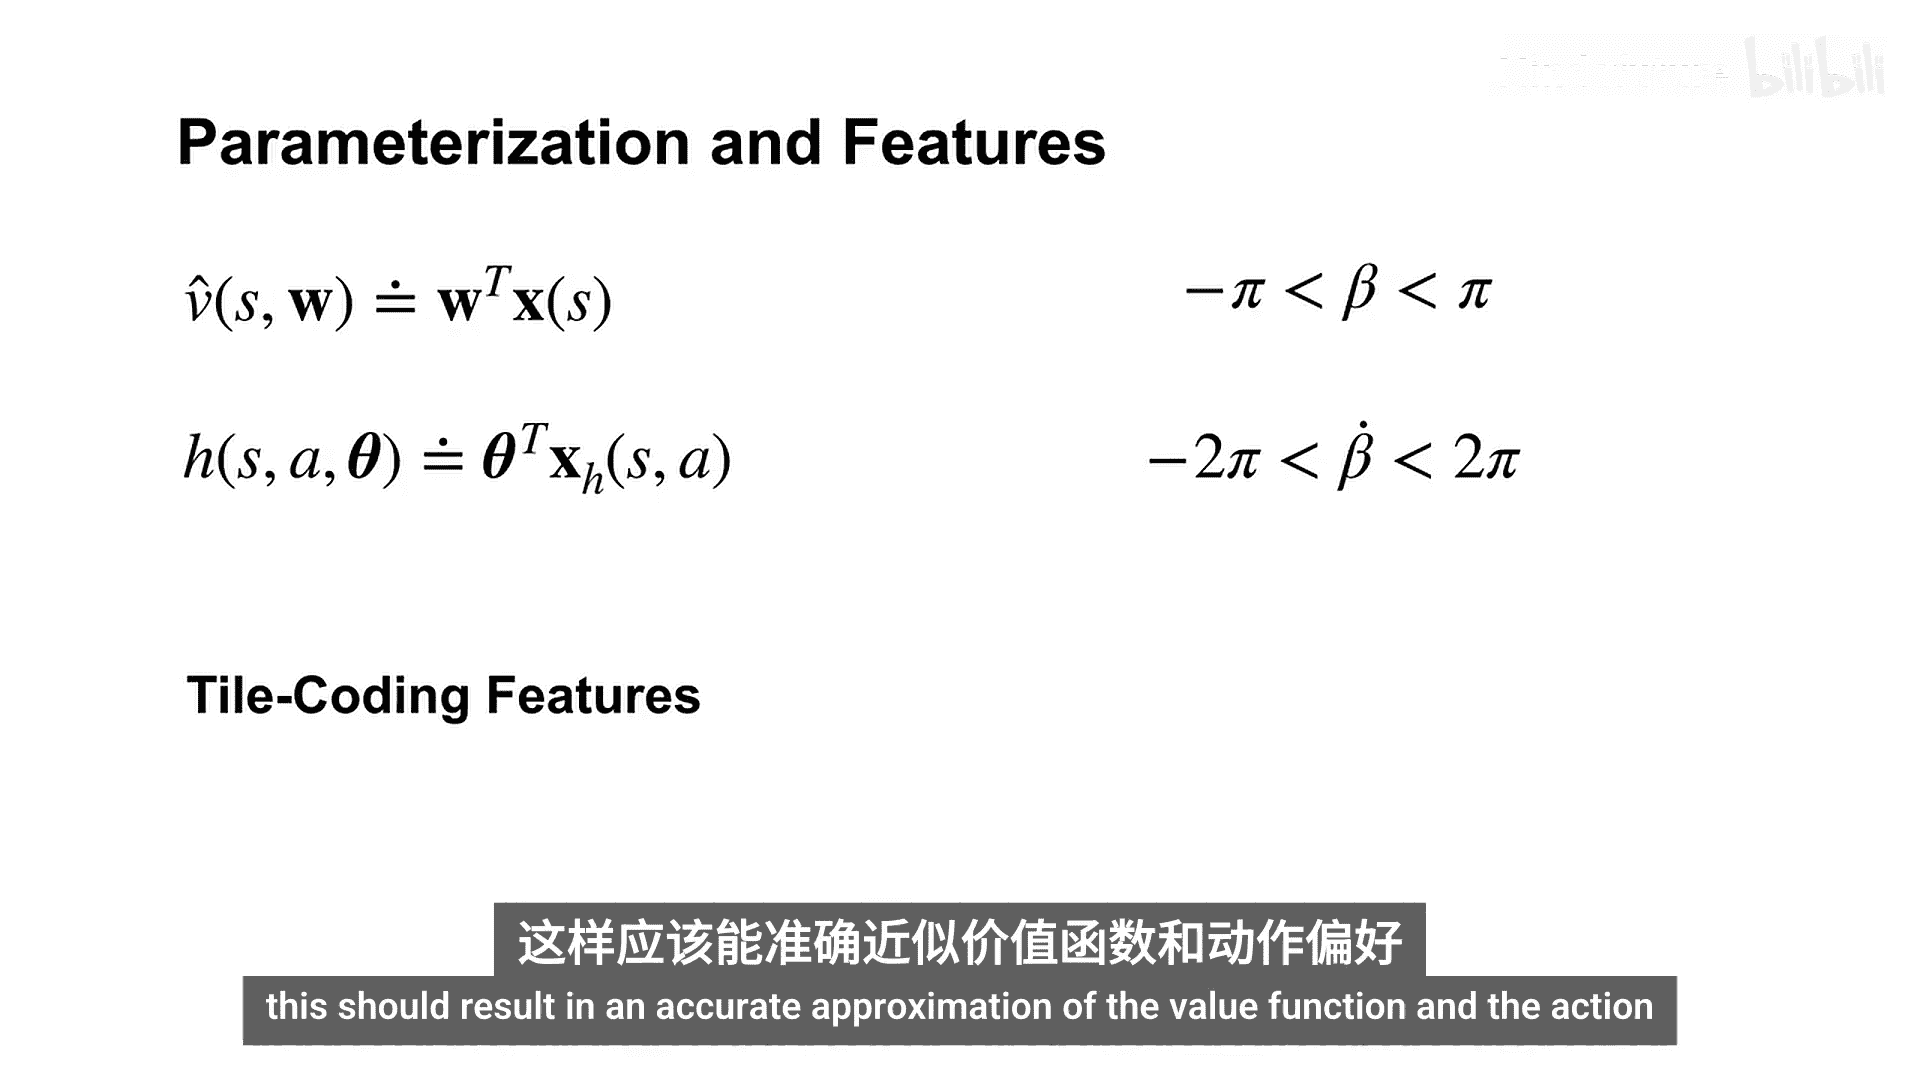 bilibili
Parameterization and Features
v̂(s, w) ≐ wᵀx(s)
−π < β < π
h(s, a, θ) ≐ θᵀxₕ(s, a)
−2π < β̇ < 2π
Tile-Coding Features
这样应该能准确近似价值函数和动作偏好
this should result in an accurate approximation of the value function and the action